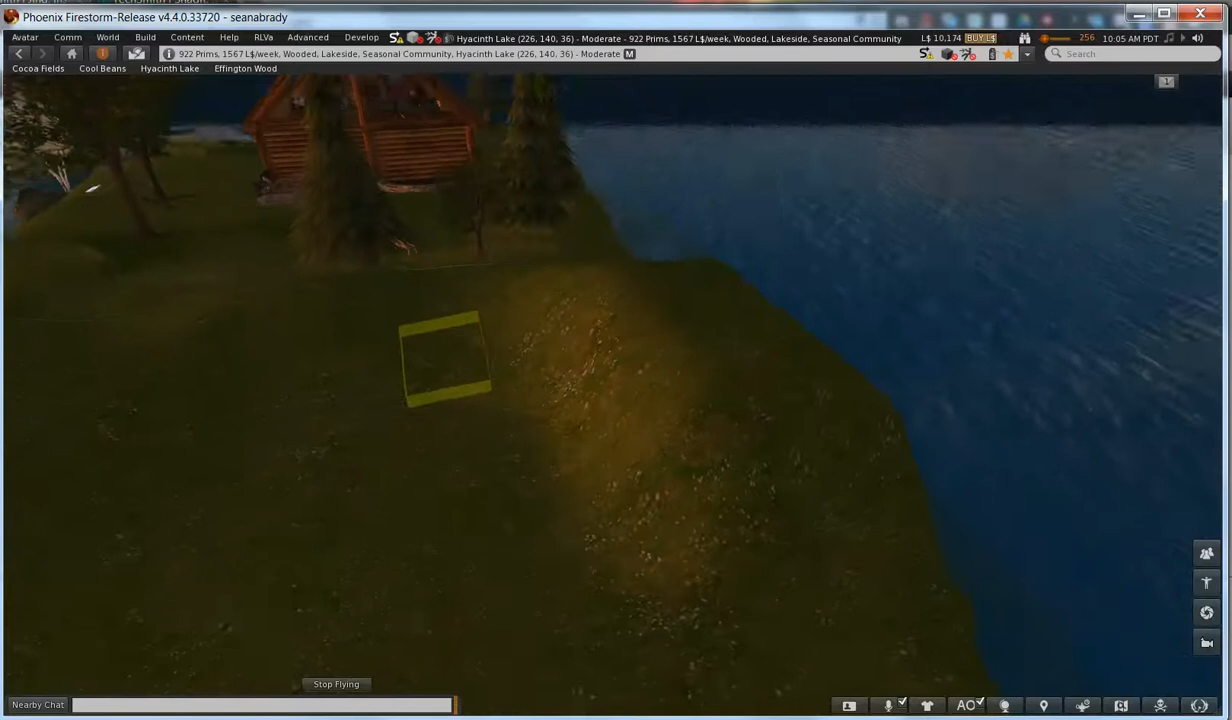 Phoenix Firestorm-Release v4.4.0.33720 - seanabrady
Avatar Comm World Build Content Help RLVa Advanced Develop Hyacinth Lake (226, 140, 36) - Moderate - 922 Prims, 1567 L$/week, Wooded, Lakeside, Seasonal Community L$ 10,174 BUY L$ 256 10:05 AM PDT
922 Prims, 1567 L$/week, Wooded, Lakeside, Seasonal Community, Hyacinth Lake (226, 140, 36) - Moderate M Search
Cocoa Fields Cool Beans Hyacinth Lake Effington Wood
1
Stop Flying
Nearby Chat AO